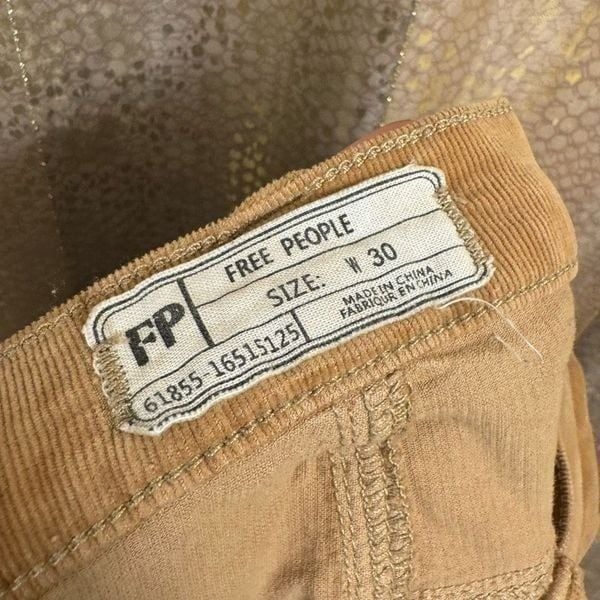 FREE PEOPLE
FP
SIZE: W 30
61855-16515125
MADE IN CHINA
FABRIQUE EN CHINA